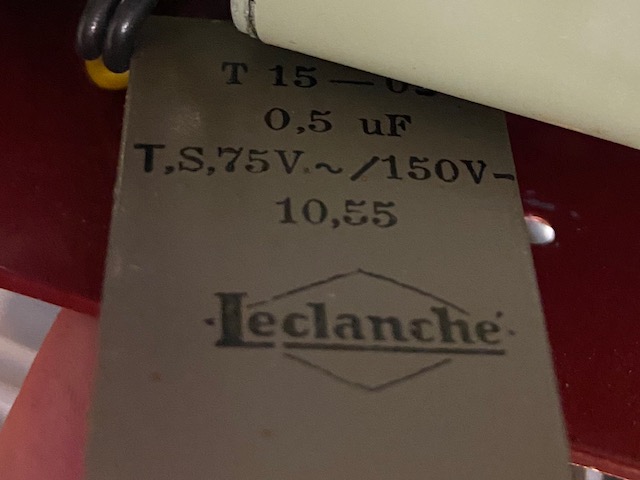 T 15 —
0,5 uF
T,S,75V.~/150V-
10,55
Leclanché